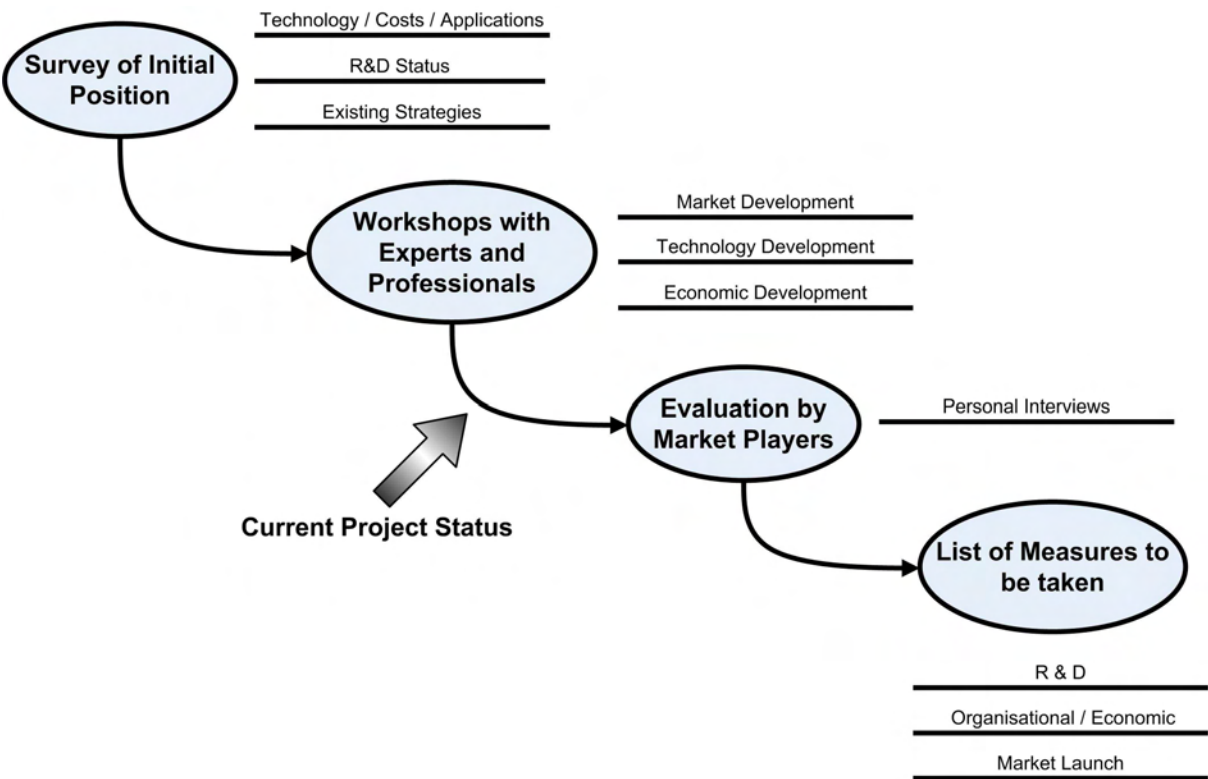 Technology / Costs / Applications
Survey of Initial
Position
R&D Status
Existing Strategies
Workshops with
Experts and
Professionals
Market Development
Technology Development
Economic Development
Evaluation by
Market Players
Personal Interviews
Current Project Status
List of Measures to
be taken
R & D
Organisational / Economic
Market Launch